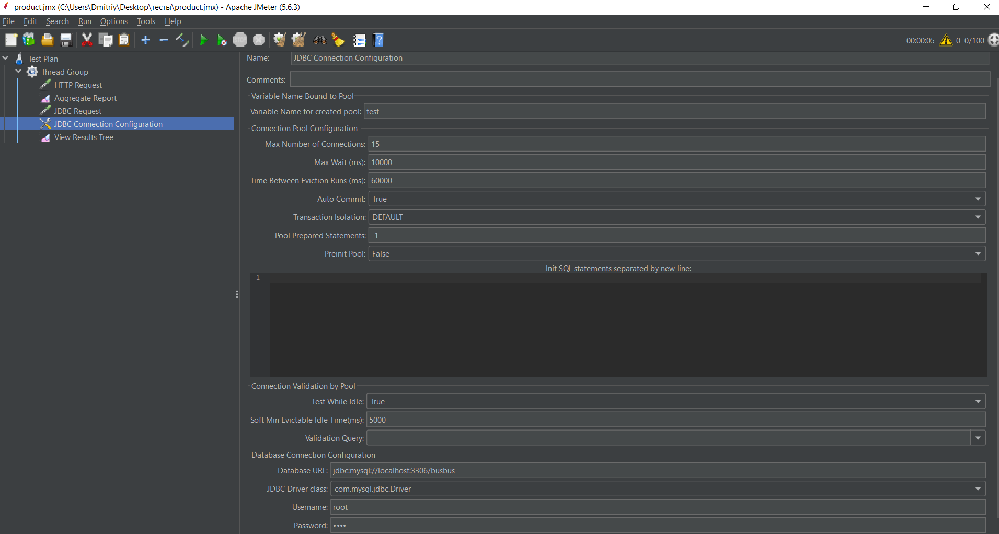 product.jmx (C:\Users\Dmitriy\Desktop\тесты\product.jmx) - Apache JMeter (5.6.3)
File Edit Search Run Options Tools Help
STOP
00:00:05 0 0/100
Test Plan
Thread Group
HTTP Request
Aggregate Report
JDBC Request
JDBC Connection Configuration
View Results Tree
Name: JDBC Connection Configuration
Comments:
Variable Name Bound to Pool
Variable Name for created pool: test
Connection Pool Configuration
Max Number of Connections: 15
Max Wait (ms): 10000
Time Between Eviction Runs (ms): 60000
Auto Commit: True
Transaction Isolation: DEFAULT
Pool Prepared Statements: -1
Preinit Pool: False
Init SQL statements separated by new line:
1
Connection Validation by Pool
Test While Idle: True
Soft Min Evictable Idle Time(ms): 5000
Validation Query:
Database Connection Configuration
Database URL: jdbc:mysql://localhost:3306/busbus
JDBC Driver class: com.mysql.jdbc.Driver
Username: root
Password: ••••